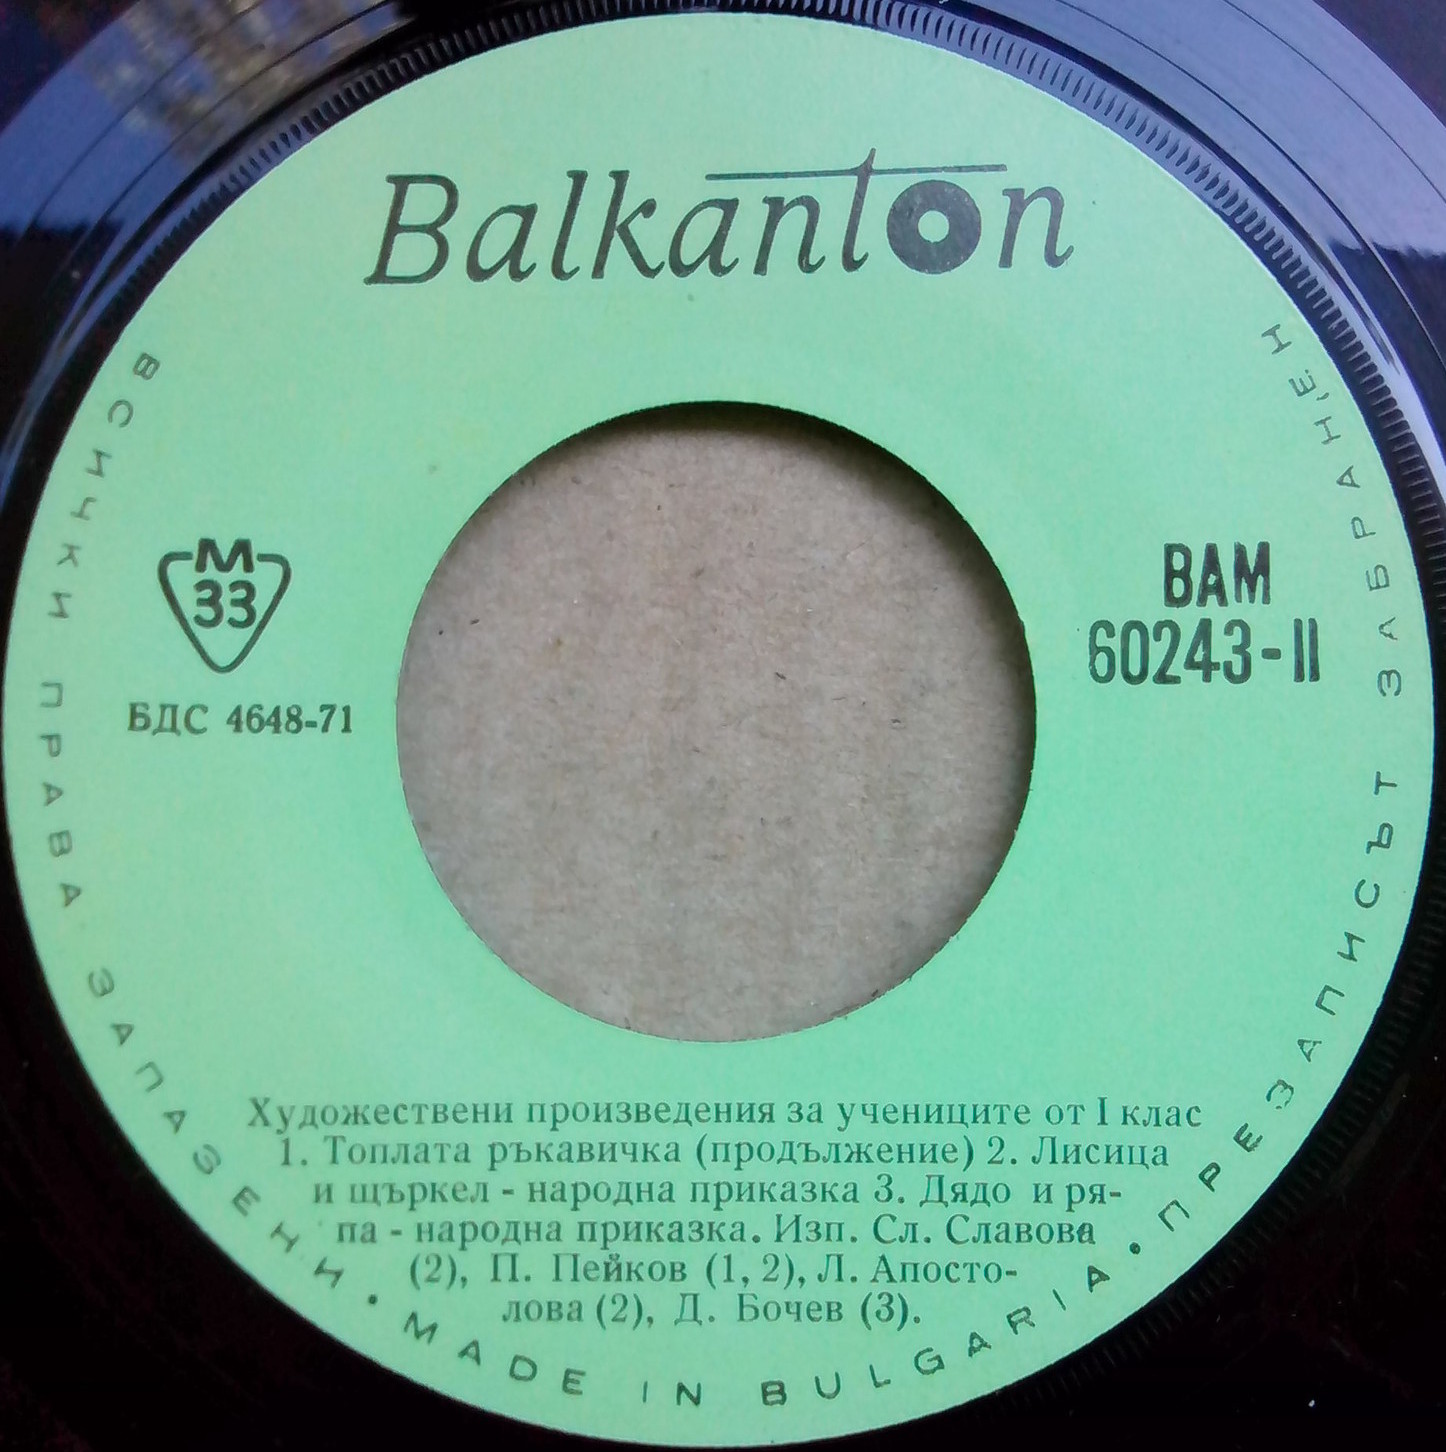 Balkanton
ВСИЧКИ ПРАВА ЗАПАЗЕНИ • MADE IN BULGARIA • ПРЕЗАПИСЪТ ЗАБРАНЕН
M
33
БДС 4648-71
ВАМ
60243-II
Художествени произведения за учениците от I клас
1. Топлата ръкавичка (продължение) 2. Лисица
и щъркел - народна приказка 3. Дядо и ря-
па - народна приказка. Изп. Сл. Славова
(2), П. Пейков (1, 2), Л. Апосто-
лова (2), Д. Бочев (3).